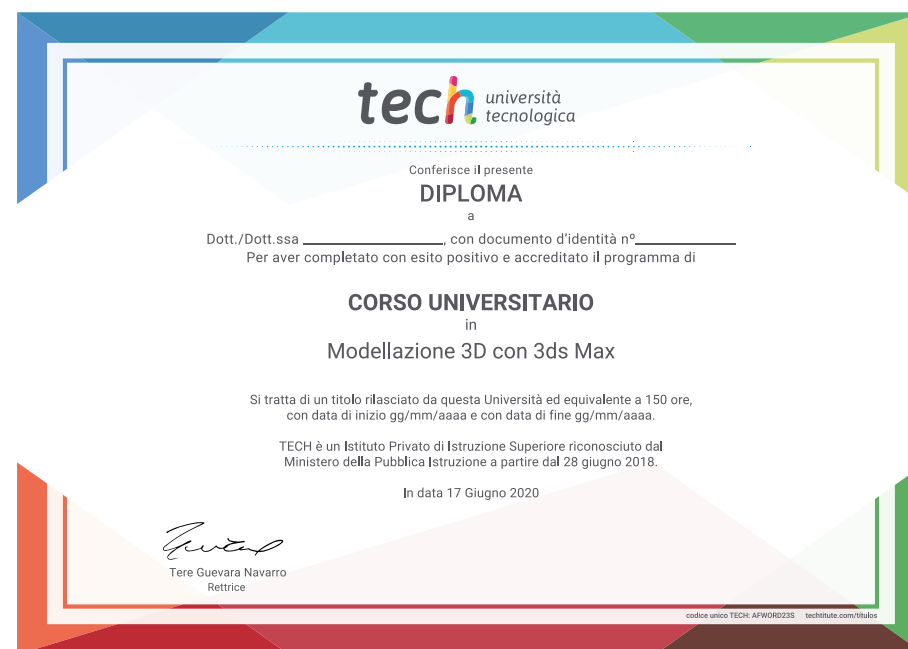 tech università
tecnologica
Conferisce il presente
DIPLOMA
a
Dott./Dott.ssa ____________________, con documento d'identità nº______________
Per aver completato con esito positivo e accreditato il programma di
CORSO UNIVERSITARIO
in
Modellazione 3D con 3ds Max
Si tratta di un titolo rilasciato da questa Università ed equivalente a 150 ore,
con data di inizio gg/mm/aaaa e con data di fine gg/mm/aaaa.
TECH è un Istituto Privato di Istruzione Superiore riconosciuto dal
Ministero della Pubblica Istruzione a partire dal 28 giugno 2018.
In data 17 Giugno 2020
Tere Guevara Navarro
Rettrice
codice unico TECH: AFWORD23S techtitute.com/titulos